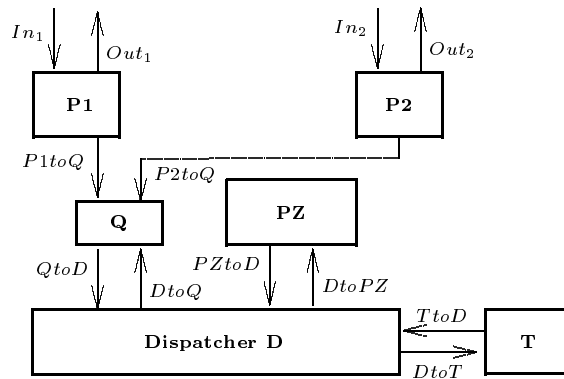 In₁
In₂
Out₁
Out₂
P1
P2
P1toQ
P2toQ
Q
PZ
QtoD
PZtoD
DtoQ
DtoPZ
TtoD
Dispatcher D
T
DtoT